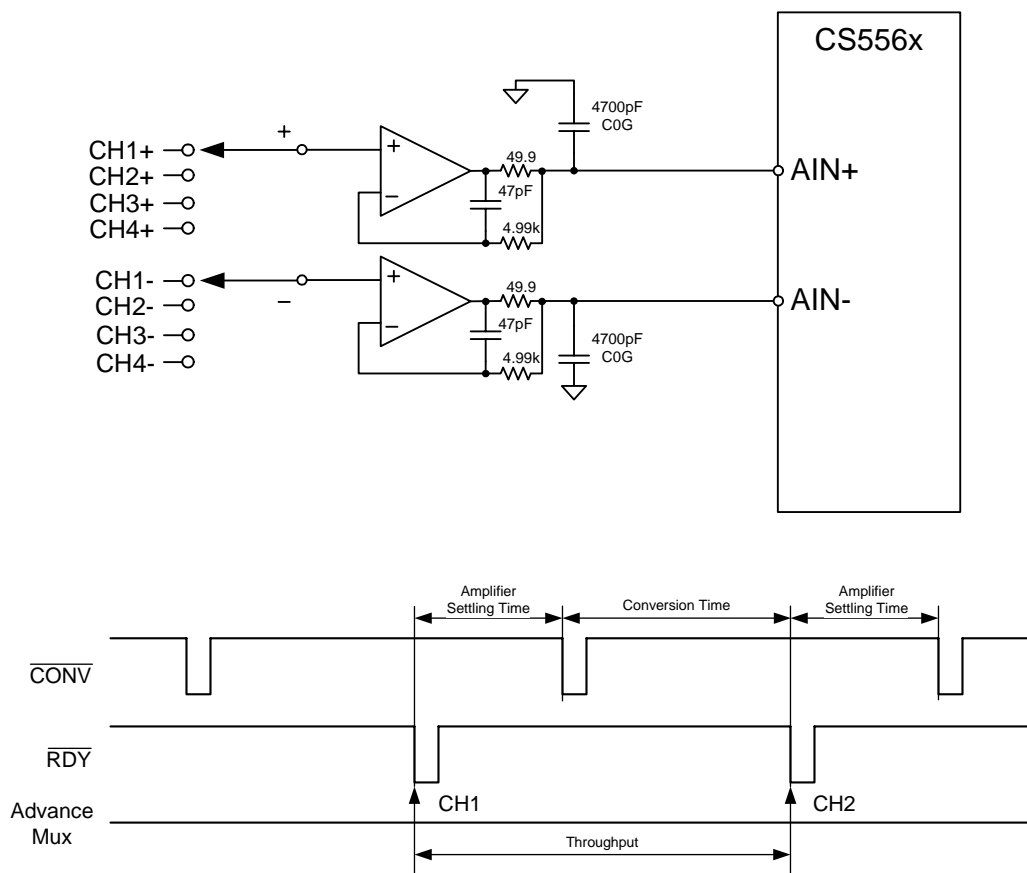 CS556x
4700pF
C0G
+
CH1+
CH2+
CH3+
CH4+
+
−
49.9
47pF
4.99k
AIN+
CH1-
CH2-
CH3-
CH4-
−
+
−
49.9
47pF
4.99k
4700pF
C0G
AIN-
Amplifier
Settling Time
Conversion Time
Amplifier
Settling Time
CONV
RDY
Advance
Mux
CH1
CH2
Throughput